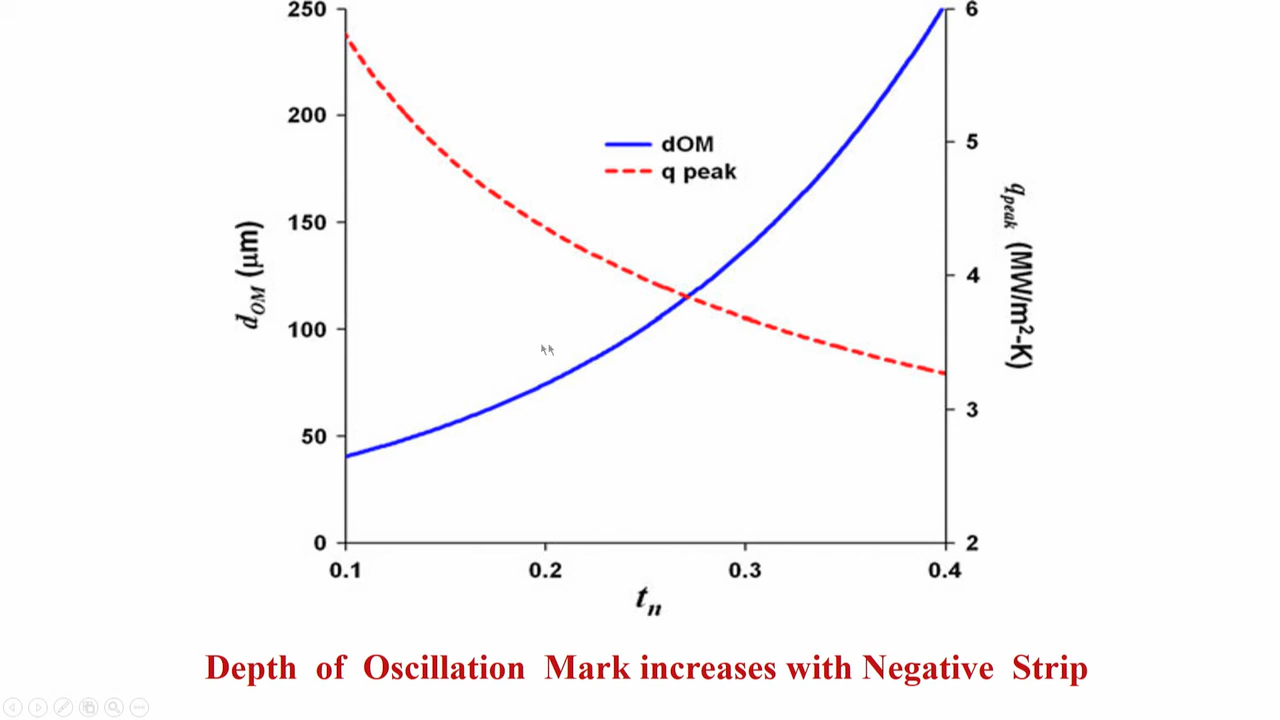 250
200
150
100
50
0
d_OM (μm)
dOM
q peak
6
5
4
3
2
q_peak (MW/m²-K)
0.1 0.2 0.3 0.4
t_n
Depth of Oscillation Mark increases with Negative Strip